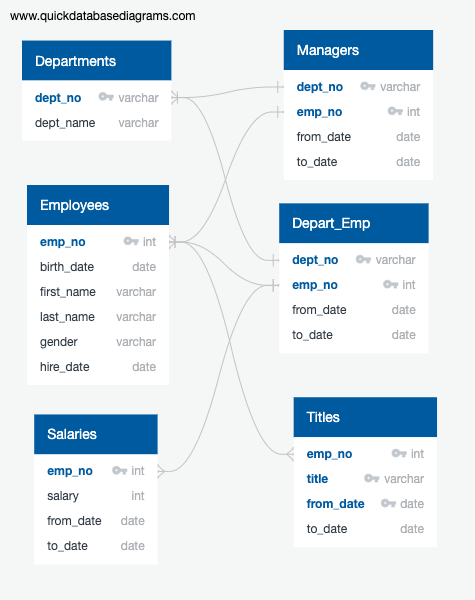 www.quickdatabasediagrams.com
Departments
dept_no varchar
dept_name varchar
Managers
dept_no varchar
emp_no int
from_date date
to_date date
Employees
emp_no int
birth_date date
first_name varchar
last_name varchar
gender varchar
hire_date date
Depart_Emp
dept_no varchar
emp_no int
from_date date
to_date date
Salaries
emp_no int
salary int
from_date date
to_date date
Titles
emp_no int
title varchar
from_date date
to_date date